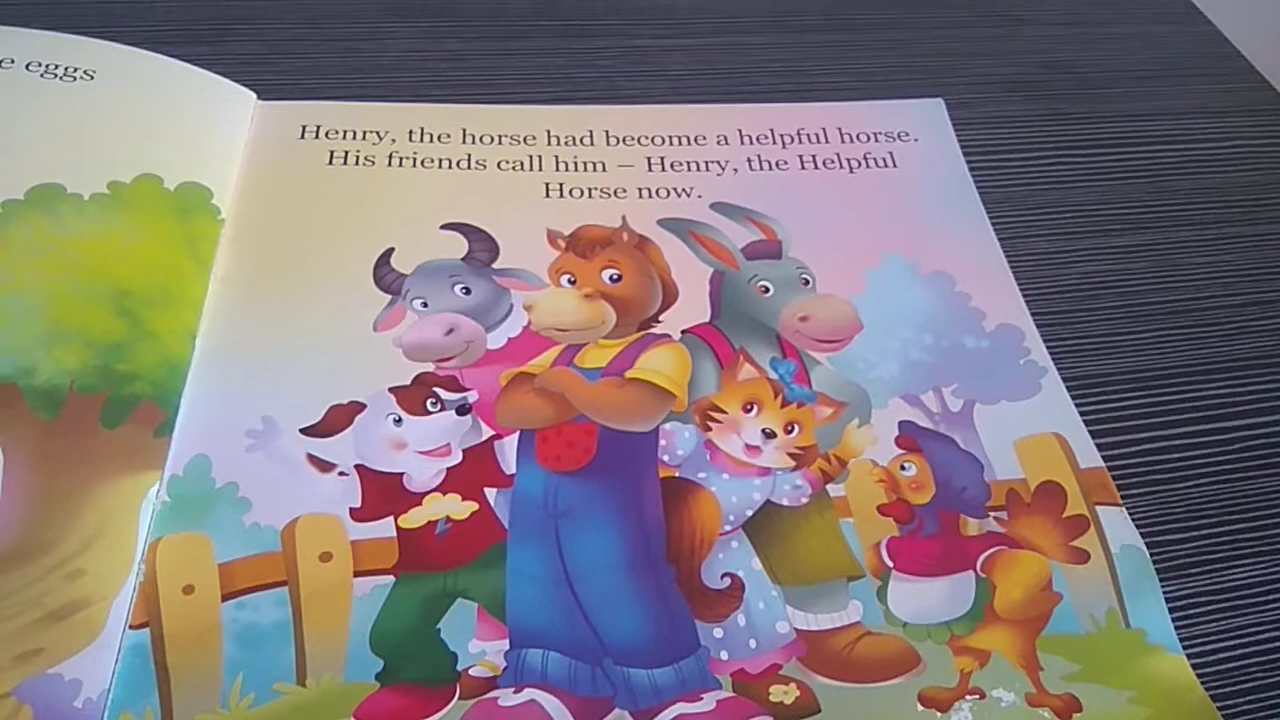 eggs
Henry, the horse had become a helpful horse.
His friends call him – Henry, the Helpful
Horse now.